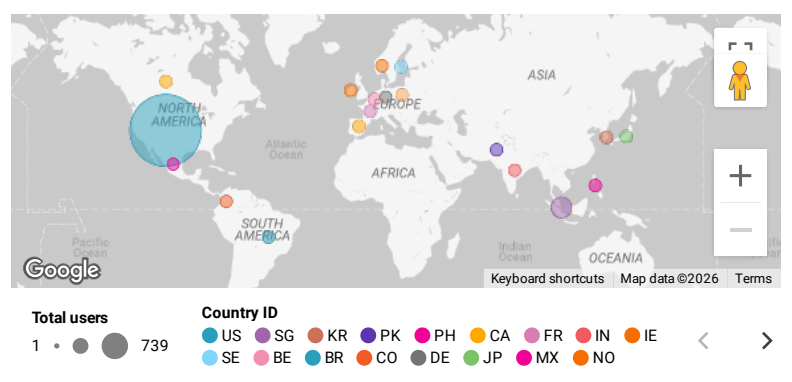 NORTH
AMERICA
Atlantic
Ocean
EUROPE
ASIA
AFRICA
SOUTH
AMERICA
Pacific
Ocean
Indian
Ocean
OCEANIA
Google
Keyboard shortcuts Map data ©2026 Terms
Total users
1 739
Country ID
US SG KR PK PH CA FR IN IE
SE BE BR CO DE JP MX NO